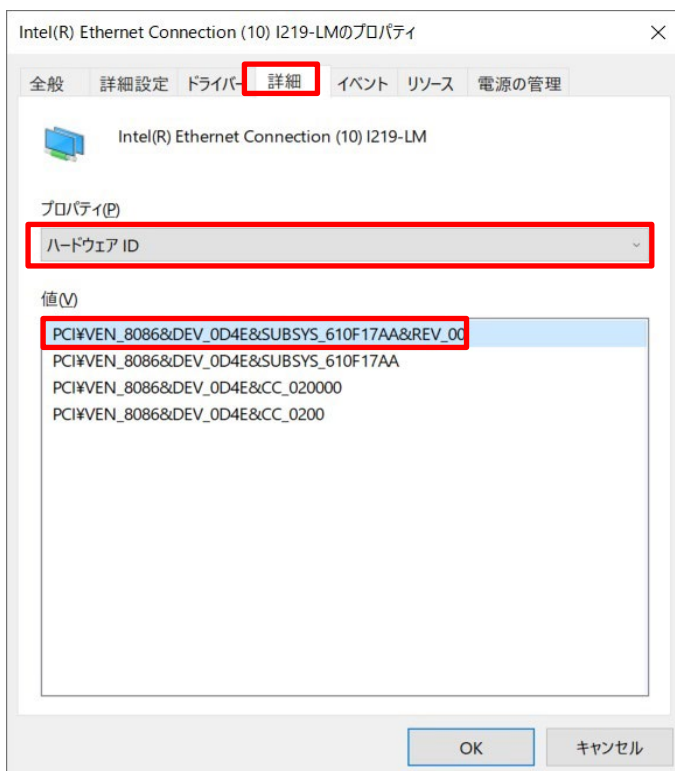 Intel(R) Ethernet Connection (10) I219-LMのプロパティ
全般 詳細設定 ドライバー 詳細 イベント リソース 電源の管理
Intel(R) Ethernet Connection (10) I219-LM
プロパティ(P)
ハードウェア ID
値(V)
PCI¥VEN_8086&DEV_0D4E&SUBSYS_610F17AA&REV_00
PCI¥VEN_8086&DEV_0D4E&SUBSYS_610F17AA
PCI¥VEN_8086&DEV_0D4E&CC_020000
PCI¥VEN_8086&DEV_0D4E&CC_0200
OK キャンセル